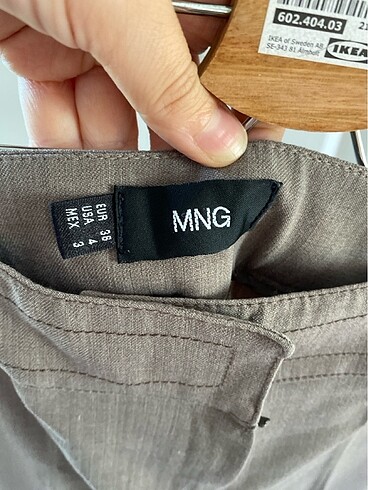 602.404.03
IKEA of Sweden AB
SE-343 81 Älmhult
IKEA
MNG
EUR 36
USA 4
MEX 3